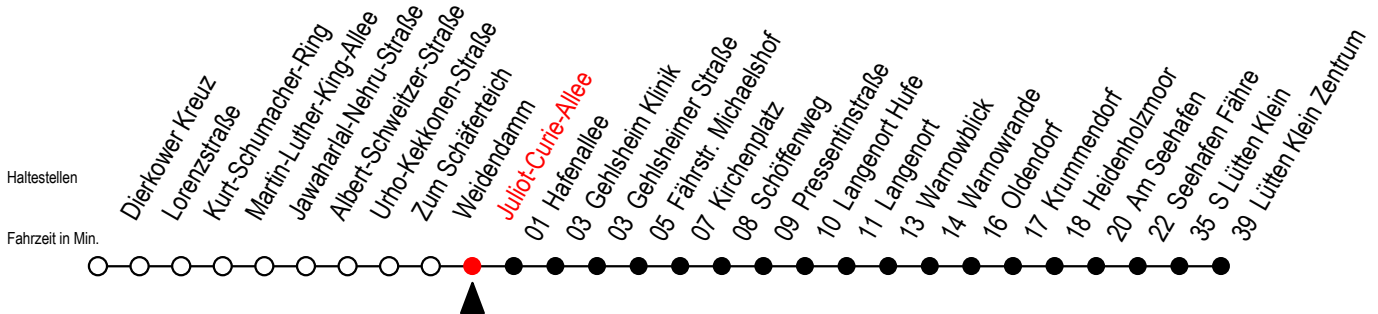 Haltestellen
Fahrzeit in Min.
Dierkower Kreuz
Lorenzstraße
Kurt-Schumacher-Ring
Martin-Luther-King-Allee
Jawaharlal-Nehru-Straße
Albert-Schweitzer-Straße
Urho-Kekkonen-Straße
Zum Schäferteich
Weidendamm
Juliot-Curie-Allee
01 Hafenallee
03 Gehlsheim Klinik
03 Gehlsheimer Straße
05 Fährstr. Michaelshof
07 Kirchenplatz
08 Schöffenweg
09 Pressentinstraße
10 Langenort Hufe
11 Langenort
13 Warnowblick
14 Warnowrande
16 Oldendorf
17 Krummendorf
18 Heidenholzmoor
20 Am Seehafen
22 Seehafen Fähre
35 S Lütten Klein
39 Lütten Klein Zentrum